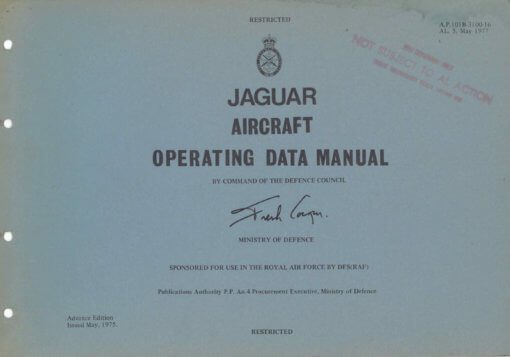 RESTRICTED
A.P.101B-3100-16
AL. 5, May 1977
NOT SUBJECT TO AL ACTION
JAGUAR
AIRCRAFT
OPERATING DATA MANUAL
BY COMMAND OF THE DEFENCE COUNCIL
MINISTRY OF DEFENCE
SPONSORED FOR USE IN THE ROYAL AIR FORCE BY DFS(RAF)
Publications Authority P.P. An 4 Procurement Executive, Ministry of Defence
Advance Edition
Issued May, 1975.
RESTRICTED